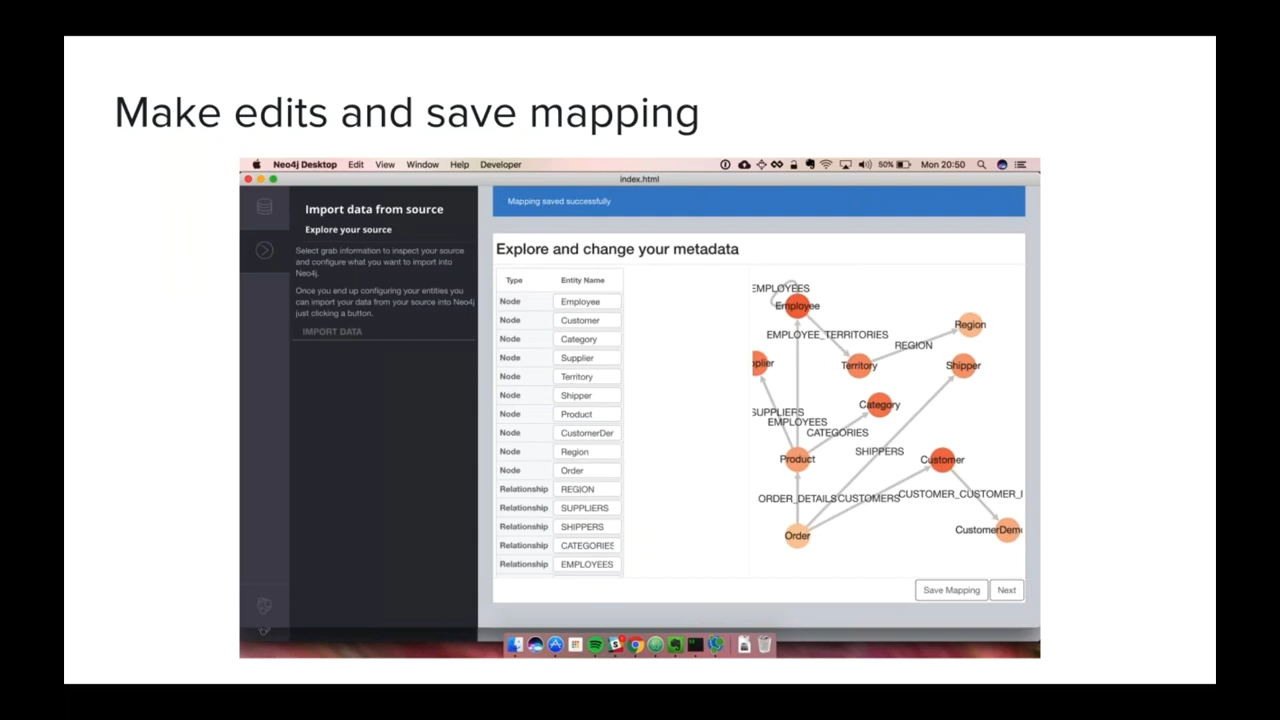 Make edits and save mapping
Neo4j Desktop Edit View Window Help Developer 50% Mon 20:50
index.html
Import data from source
Explore your source
Select grab information to inspect your source
and configure what you want to import into
Neo4j.
Once you end up configuring your entities you
can import your data from your source into Neo4j
just clicking a button.
IMPORT DATA
Mapping saved successfully
Explore and change your metadata
Type Entity Name
Node Employee
Node Customer
Node Category
Node Supplier
Node Territory
Node Shipper
Node Product
Node CustomerDer
Node Region
Node Order
Relationship REGION
Relationship SUPPLIERS
Relationship SHIPPERS
Relationship CATEGORIES
Relationship EMPLOYEES
EMPLOYEES
Employee
Region
EMPLOYEE_TERRITORIES
REGION
plier
Territory
Shipper
Category
SUPPLIERS
EMPLOYEES
CATEGORIES
SHIPPERS
Product
Customer
ORDER_DETAILS
CUSTOMERS
CUSTOMER_CUSTOMER_
Order
CustomerDem
Save Mapping
Next